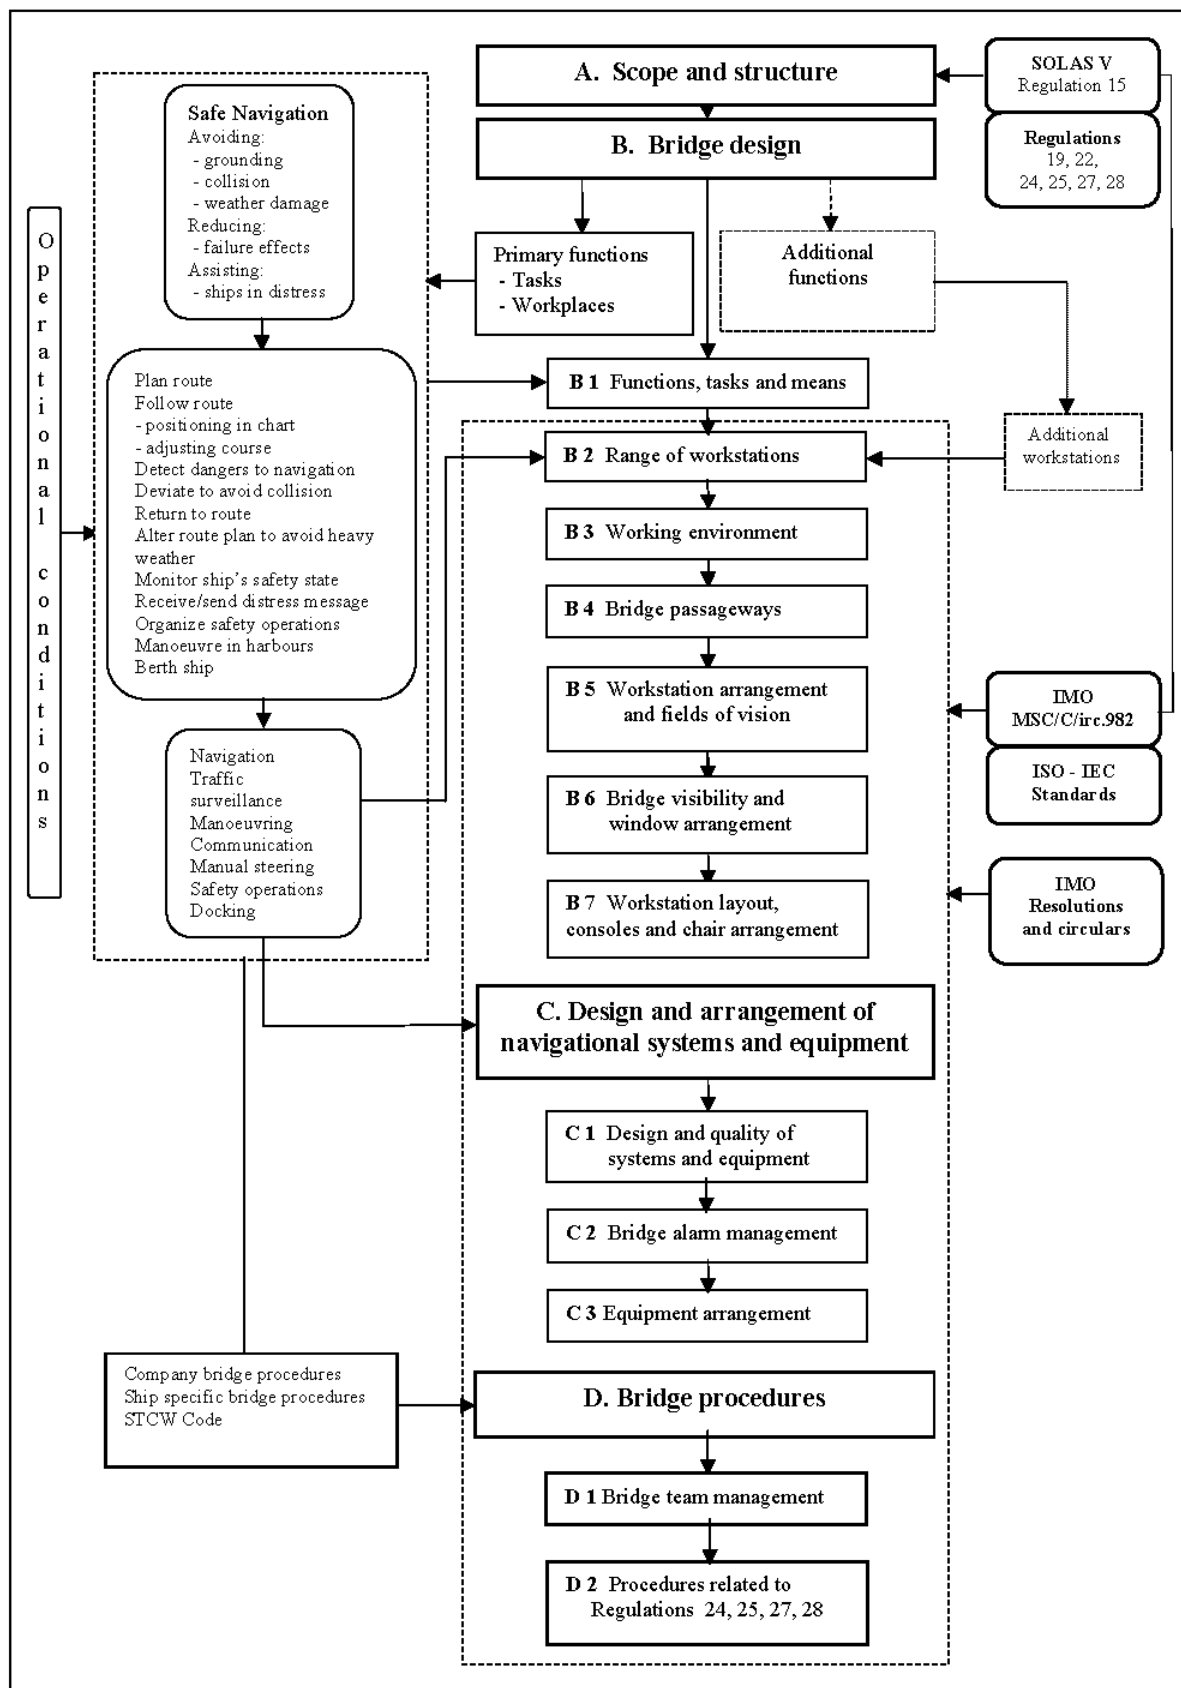 A. Scope and structure
SOLAS V
Regulation 15
Regulations
19, 22,
24, 25, 27, 28
B. Bridge design
Safe Navigation
Avoiding:
- grounding
- collision
- weather damage
Reducing:
- failure effects
Assisting:
- ships in distress
Operational conditions
Primary functions
- Tasks
- Workplaces
Additional
functions
Plan route
Follow route
- positioning in chart
- adjusting course
Detect dangers to navigation
Deviate to avoid collision
Return to route
Alter route plan to avoid heavy
weather
Monitor ship's safety state
Receive/send distress message
Organize safety operations
Manoeuvre in harbours
Berth ship
B 1 Functions, tasks and means
B 2 Range of workstations
Additional
workstations
B 3 Working environment
B 4 Bridge passageways
B 5 Workstation arrangement
and fields of vision
IMO
MSC/C/irc.982
ISO - IEC
Standards
Navigation
Traffic
surveillance
Manoeuvring
Communication
Manual steering
Safety operations
Docking
B 6 Bridge visibility and
window arrangement
B 7 Workstation layout,
consoles and chair arrangement
IMO
Resolutions
and circulars
C. Design and arrangement of
navigational systems and equipment
C 1 Design and quality of
systems and equipment
C 2 Bridge alarm management
C 3 Equipment arrangement
Company bridge procedures
Ship specific bridge procedures
STCW Code
D. Bridge procedures
D 1 Bridge team management
D 2 Procedures related to
Regulations 24, 25, 27, 28